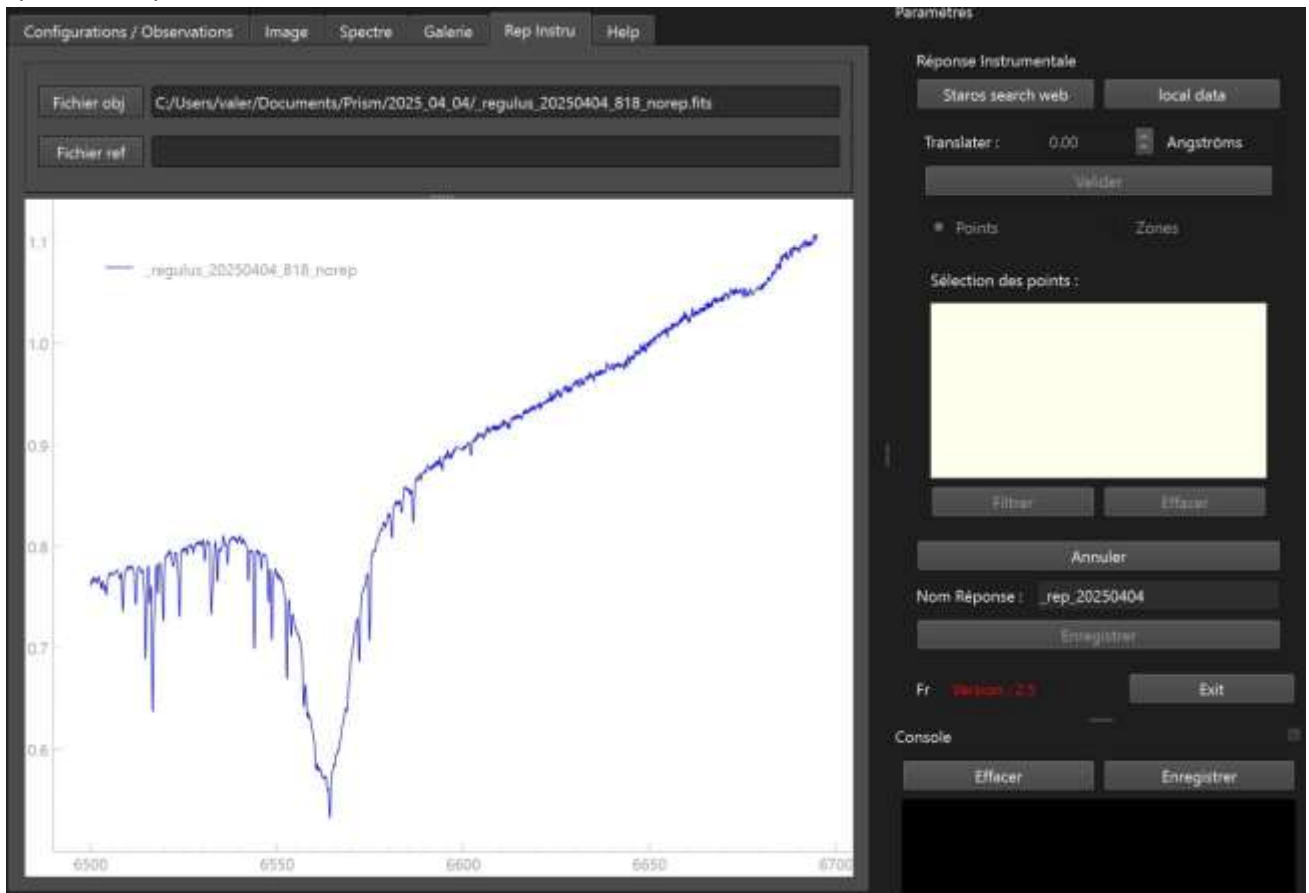 Configurations / Observations Image Spectre Galerie Rep Instru Help
Fichier obj C:/Users/valer/Documents/Prism/2025_04_04/_regulus_20250404_818_norep.fits
Fichier ref
_regulus_20250404_818_norep
1.1
1.0
0.9
0.8
0.7
0.6
6500 6550 6600 6650 6700
Paramètres
Réponse Instrumentale
Staros search web local data
Translater : 0.00 Angströms
Valider
Points Zones
Sélection des points :
Filtrer Effacer
Annuler
Nom Réponse : _rep_20250404
Enregistrer
Fr Version : 2.5 Exit
Console
Effacer Enregistrer